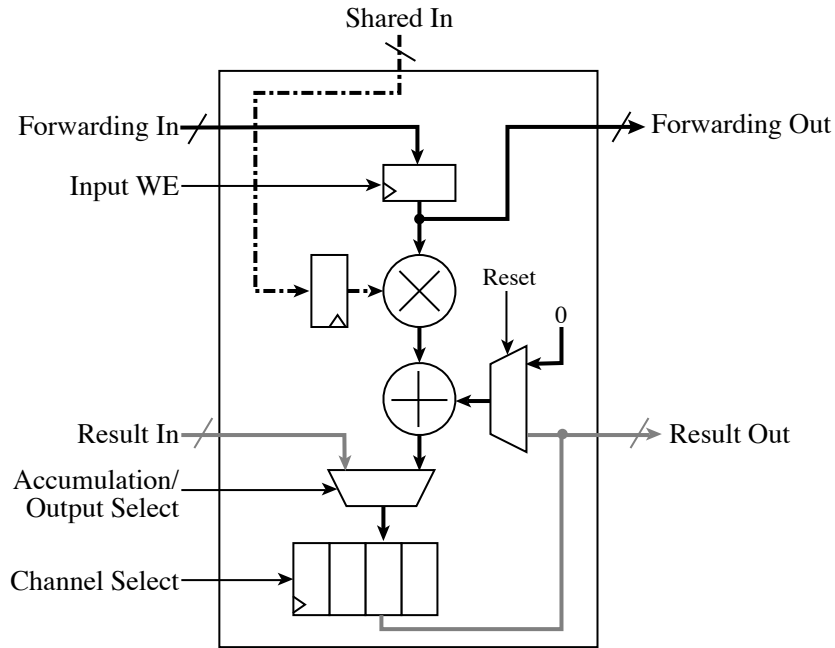 Shared In
Forwarding In
Forwarding Out
Input WE
Reset
0
Result In
Result Out
Accumulation/
Output Select
Channel Select